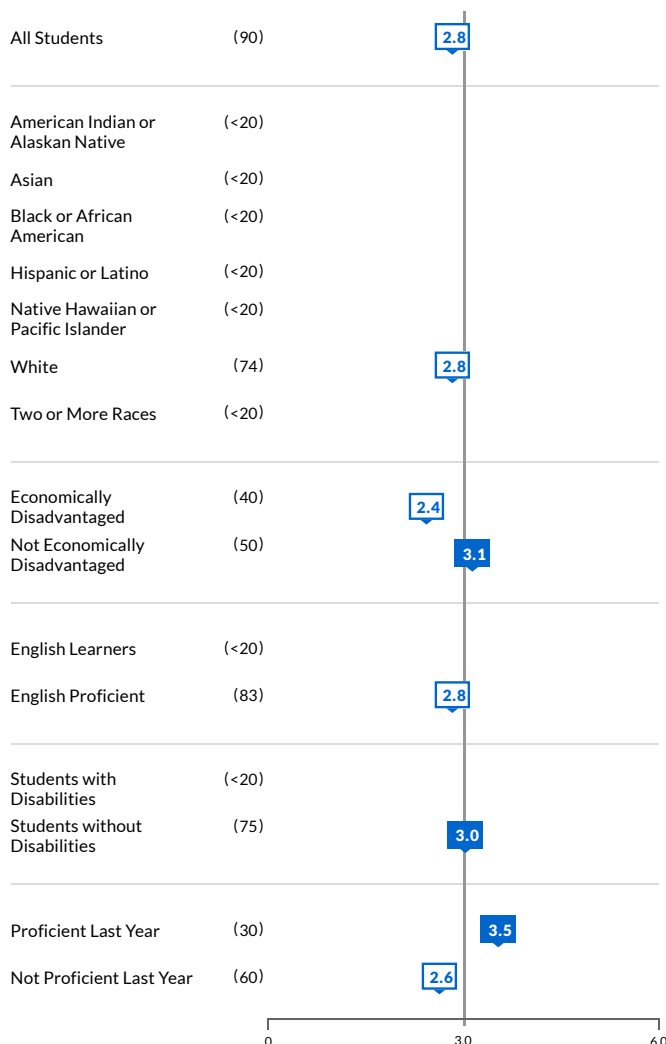 All Students (90) 2.8
American Indian or (<20)
Alaskan Native
Asian (<20)
Black or African (<20)
American
Hispanic or Latino (<20)
Native Hawaiian or (<20)
Pacific Islander
White (74) 2.8
Two or More Races (<20)
Economically (40) 2.4
Disadvantaged
Not Economically (50) 3.1
Disadvantaged
English Learners (<20)
English Proficient (83) 2.8
Students with (<20)
Disabilities
Students without (75) 3.0
Disabilities
Proficient Last Year (30) 3.5
Not Proficient Last Year (60) 2.6
0 3.0 6.0